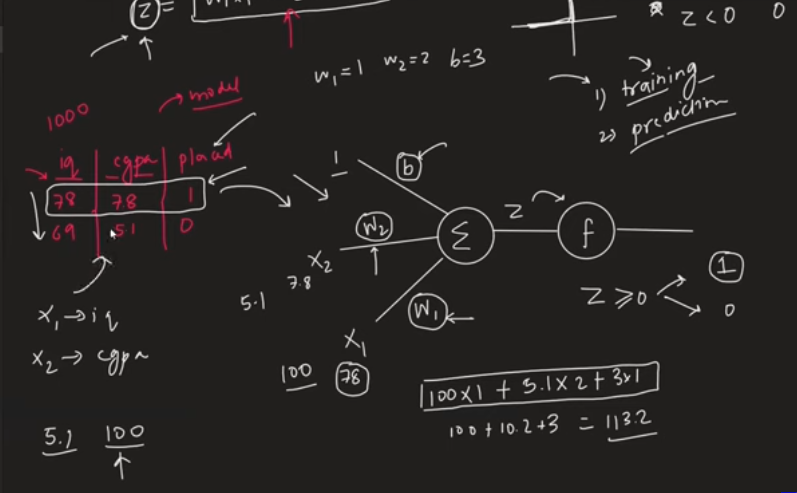 z =
z < 0 0
w1=1 w2=2 b=3
1) training
2) prediction
1000
model
iq cgpa placed
78 78 1
69 5.1 0
1
b
w2
x2
Σ
z
f
5.1 7.8
w1
x1
z ≥ 0
1
0
x1 → iq
x2 → cgpa
100 78
100×1 + 5.1×2 + 3×1
100 + 10.2 + 3 = 113.2
5.1 100